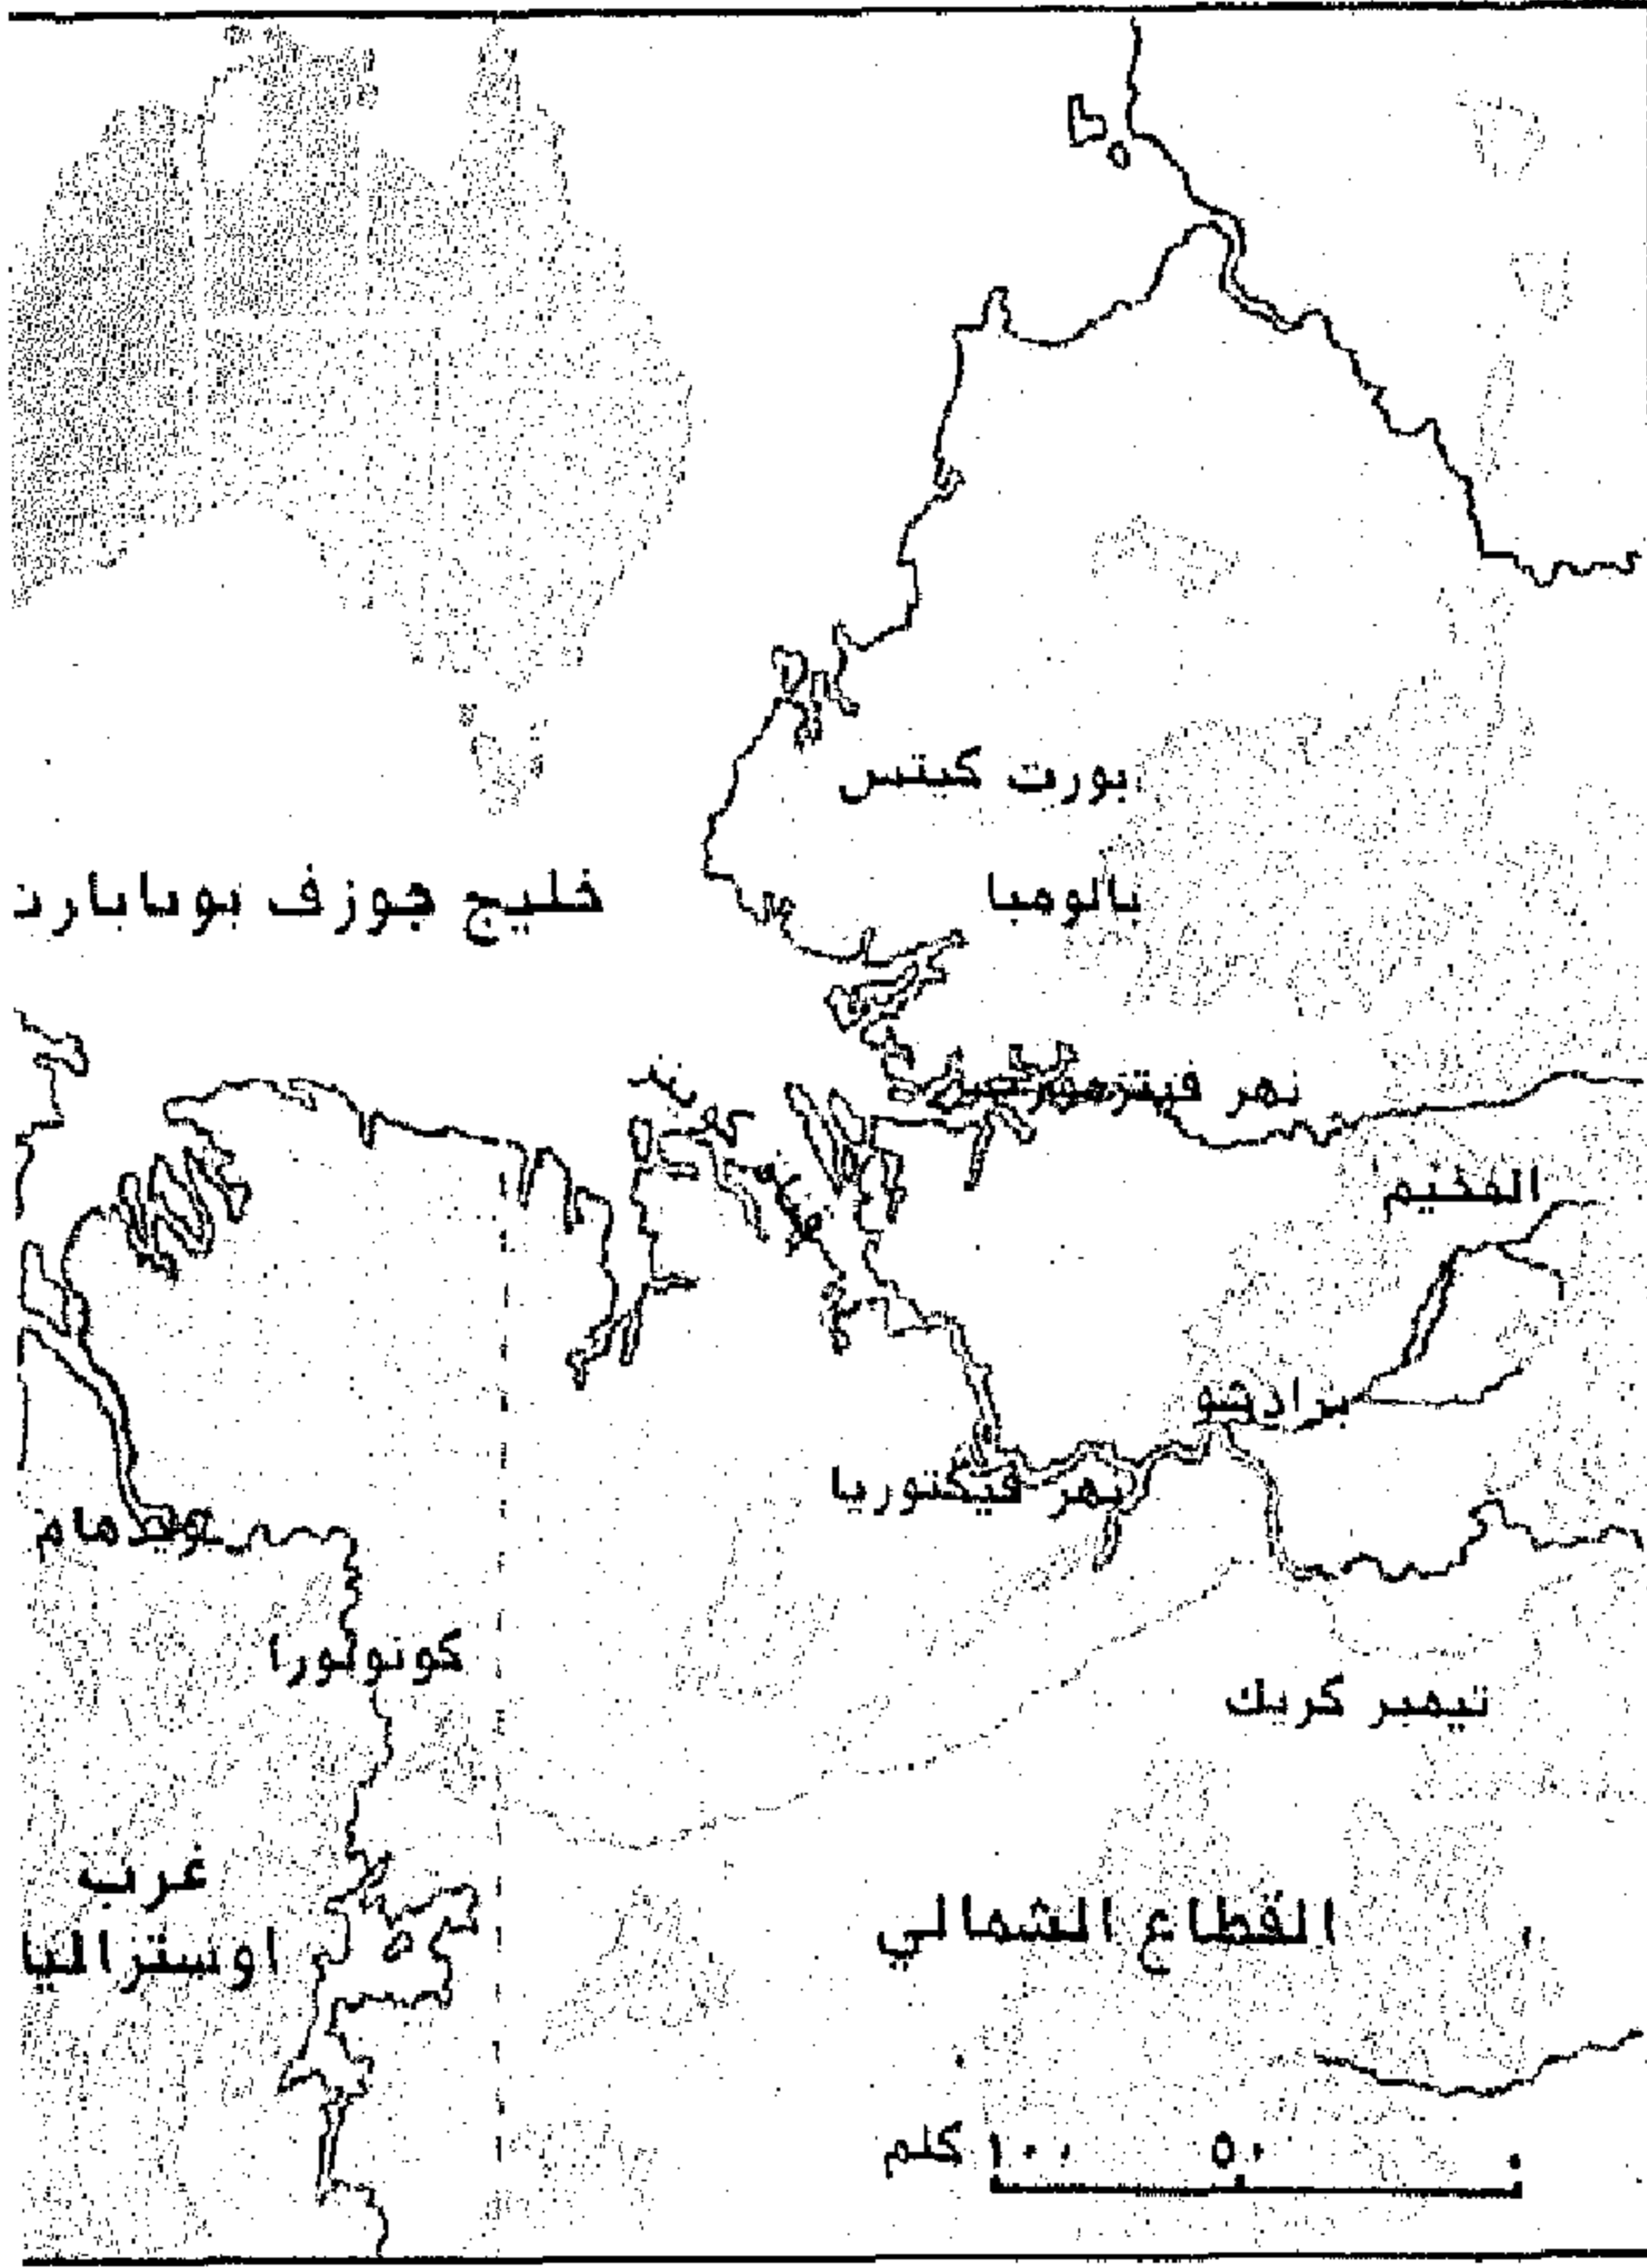 بورت كيتس
بالومبا
خليج جوزف بونابارت
نهر فيتزموريس
المخيم
برادشو
نهر فيكتوريا
ويندهام
كونونورا
تيمبر كريك
غرب
اوستراليا
القطاع الشمالي
١٠٠ ٥٠ ٠ كلم